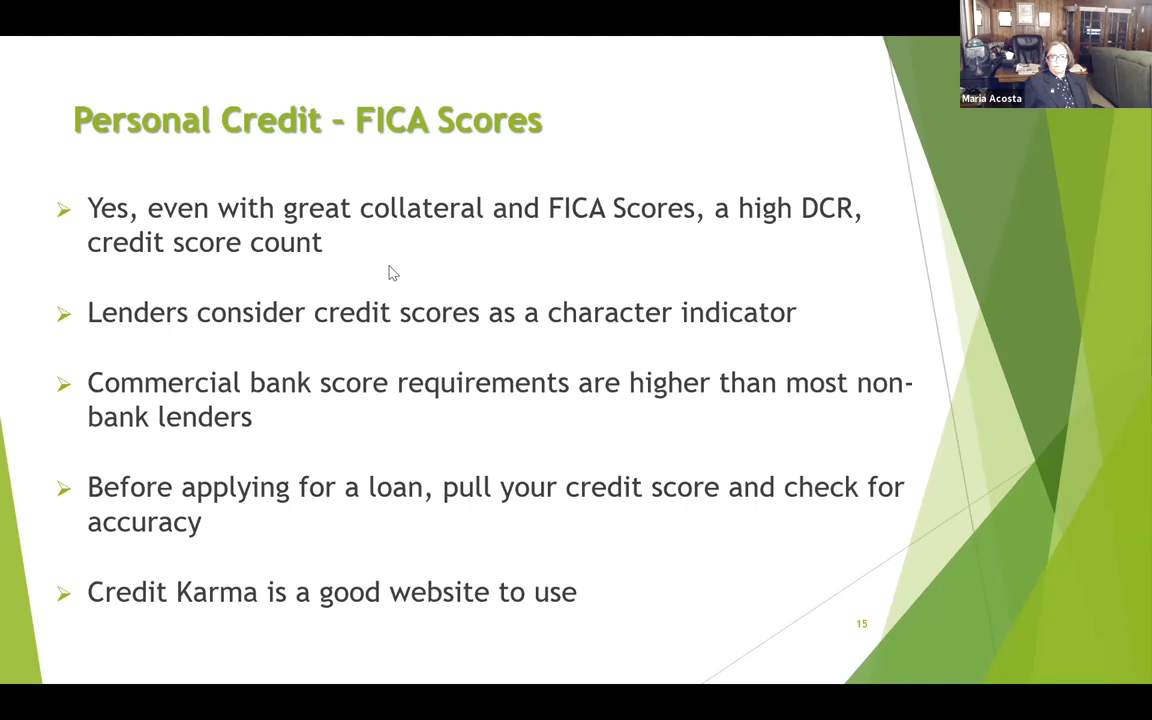 Maria Acosta
Personal Credit - FICA Scores
Yes, even with great collateral and FICA Scores, a high DCR,
credit score count
Lenders consider credit scores as a character indicator
Commercial bank score requirements are higher than most non-
bank lenders
Before applying for a loan, pull your credit score and check for
accuracy
Credit Karma is a good website to use
15